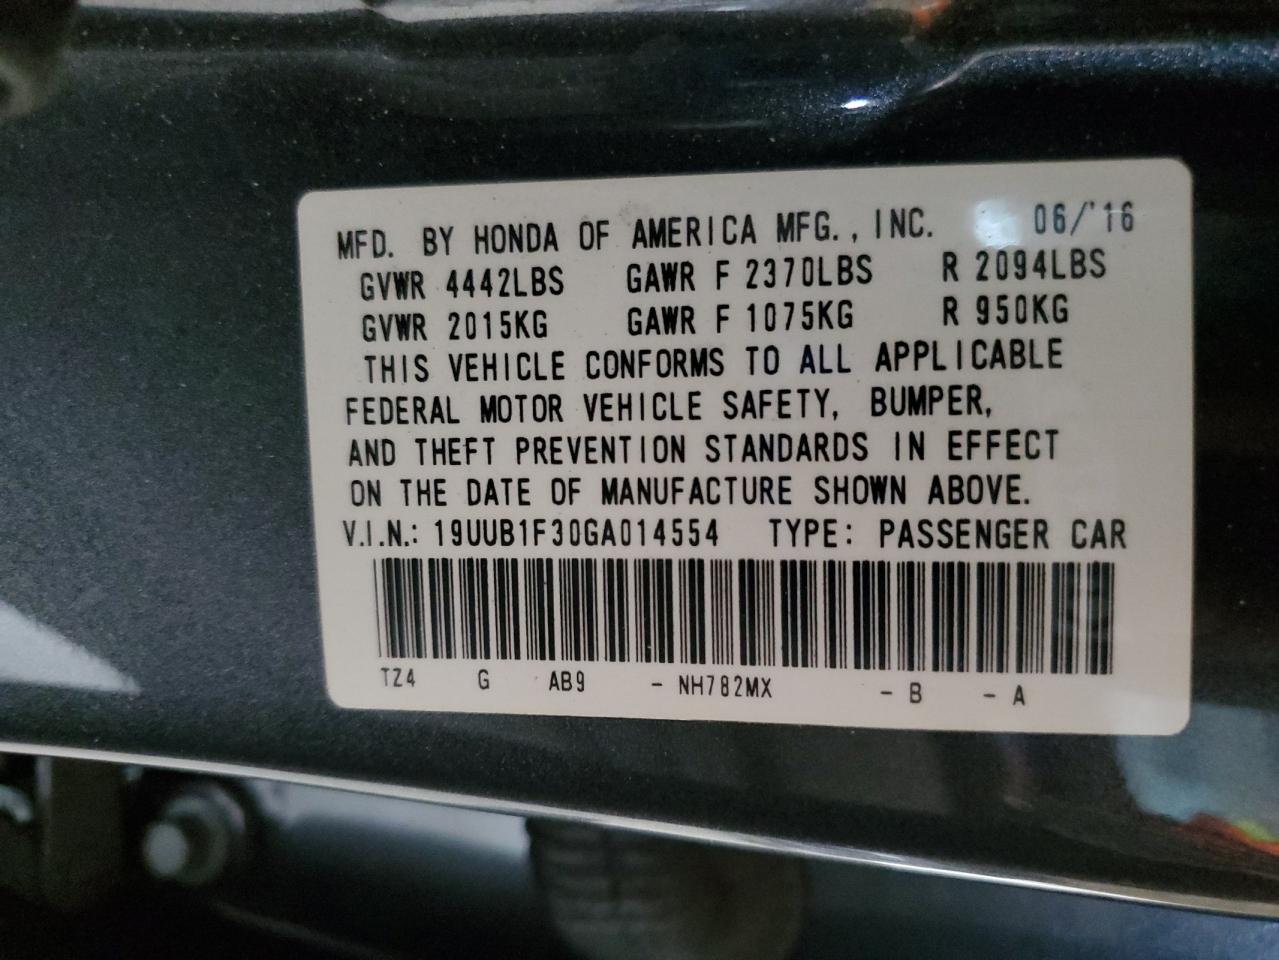 MFD. BY HONDA OF AMERICA MFG., INC. 06/'16
GVWR 4442LBS GAWR F 2370LBS R 2094LBS
GVWR 2015KG GAWR F 1075KG R 950KG
THIS VEHICLE CONFORMS TO ALL APPLICABLE
FEDERAL MOTOR VEHICLE SAFETY, BUMPER,
AND THEFT PREVENTION STANDARDS IN EFFECT
ON THE DATE OF MANUFACTURE SHOWN ABOVE.
V.I.N.: 19UUB1F30GA014554 TYPE: PASSENGER CAR
TZ4 G AB9 - NH782MX - B - A